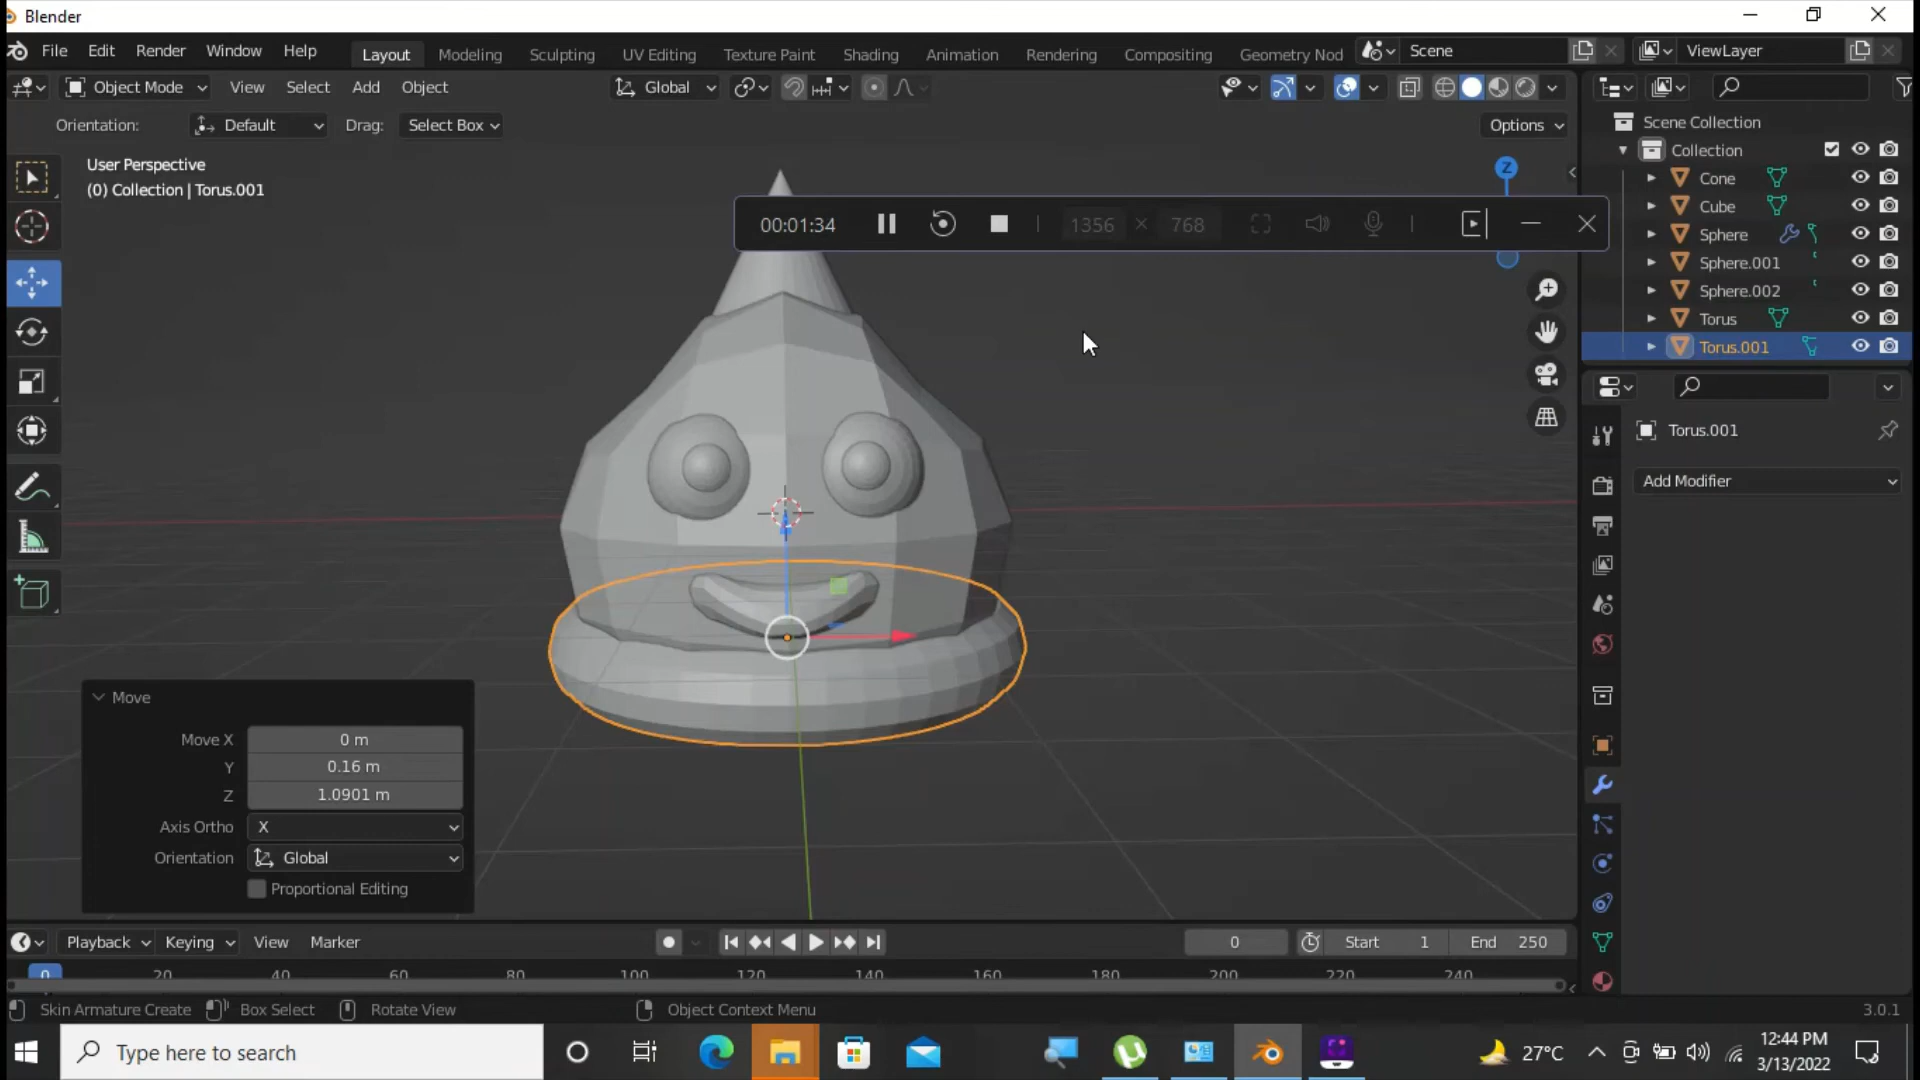 Blender
File Edit Render Window Help Layout Modeling Sculpting UV Editing Texture Paint Shading Animation Rendering Compositing Geometry Nod Scene ViewLayer
Object Mode View Select Add Object Global
Orientation: Default Drag: Select Box Options
User Perspective
(0) Collection | Torus.001
Z
00:01:34 1356 × 768
Scene Collection
Collection
Cone
Cube
Sphere
Sphere.001
Sphere.002
Torus
Torus.001
Torus.001
Add Modifier
Move
Move X 0 m
Y 0.16 m
Z 1.0901 m
Axis Ortho X
Orientation Global
Proportional Editing
Playback Keying View Marker 0 Start 1 End 250
0 20 40 60 80 100 120 140 160 180 200 220 240
Skin Armature Create Box Select Rotate View Object Context Menu 3.0.1
Type here to search 27°C 12:44 PM
3/13/2022